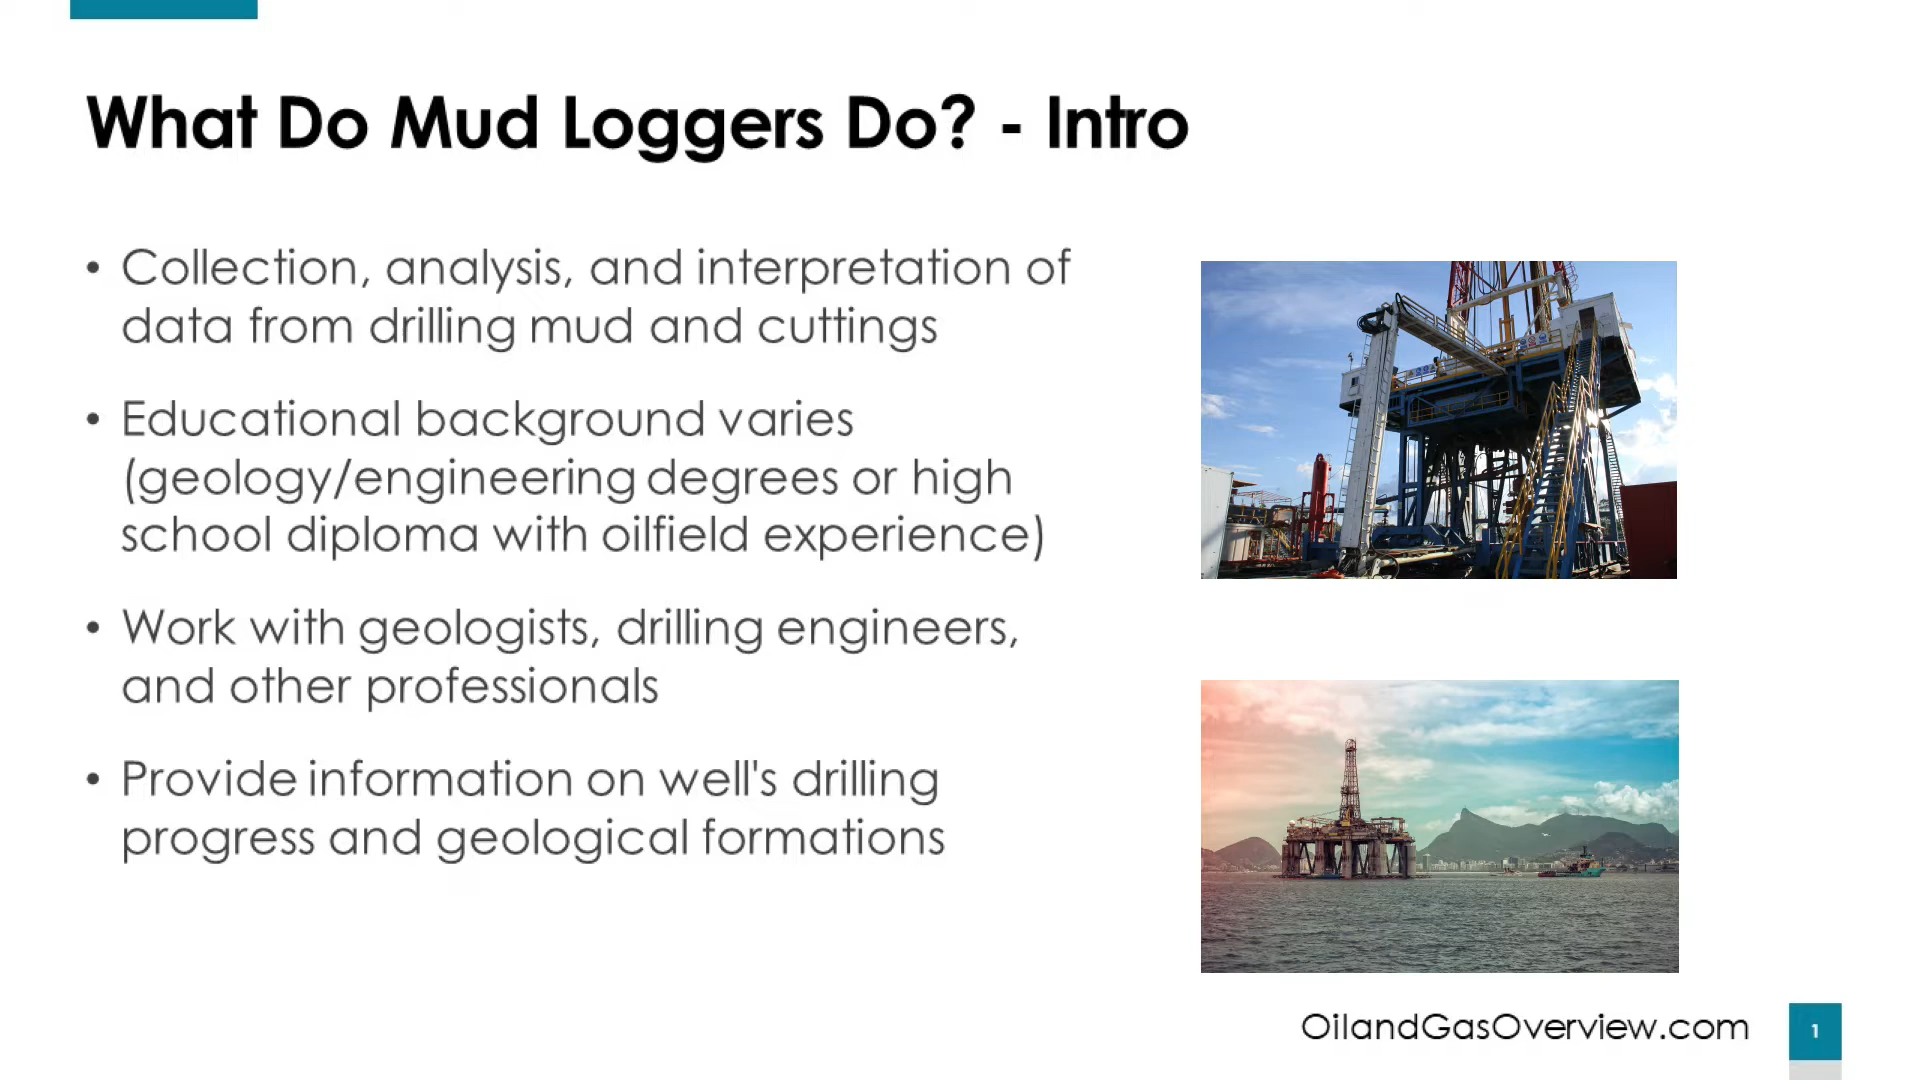 What Do Mud Loggers Do? - Intro
• Collection, analysis, and interpretation of
data from drilling mud and cuttings
• Educational background varies
(geology/engineering degrees or high
school diploma with oilfield experience)
• Work with geologists, drilling engineers,
and other professionals
• Provide information on well's drilling
progress and geological formations
OilandGasOverview.com
1